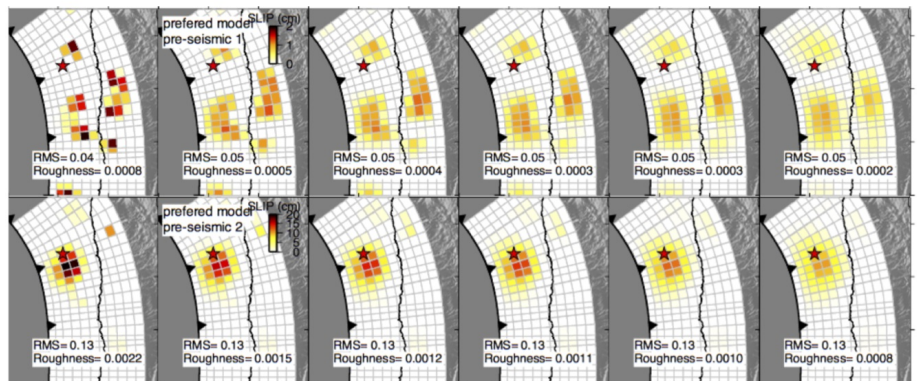 prefered model
pre-seismic 1
SLIP (cm)
2
0
RMS= 0.04
Roughness= 0.0008
RMS= 0.05
Roughness= 0.0005
RMS= 0.05
Roughness= 0.0004
RMS= 0.05
Roughness= 0.0003
RMS= 0.05
Roughness= 0.0003
RMS= 0.05
Roughness= 0.0002
prefered model
pre-seismic 2
SLIP (cm)
20
15
10
5
0
RMS= 0.13
Roughness= 0.0022
RMS= 0.13
Roughness= 0.0015
RMS= 0.13
Roughness= 0.0012
RMS= 0.13
Roughness= 0.0011
RMS= 0.13
Roughness= 0.0010
RMS= 0.13
Roughness= 0.0008